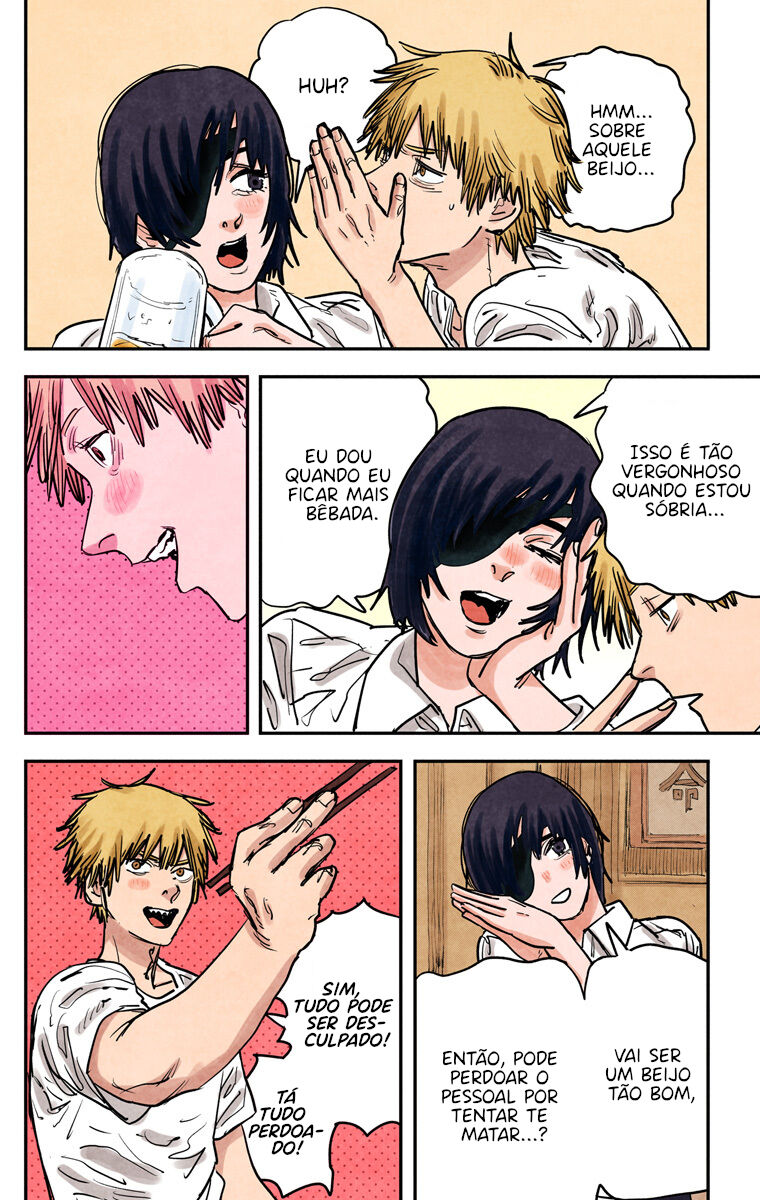 HMM...
SOBRE
AQUELE
BEIJO...
HUH?
ISSO É TÃO
VERGONHOSO
QUANDO ESTOU
SÓBRIA...
EU DOU
QUANDO EU
FICAR MAIS
BÊBADA.
命
VAI SER
UM BEIJO
TÃO BOM,
ENTÃO, PODE
PERDOAR O
PESSOAL POR
TENTAR TE
MATAR...?
SIM,
TUDO PODE
SER DES-
CULPADO!
TÁ
TUDO
PERDOA-
DO!